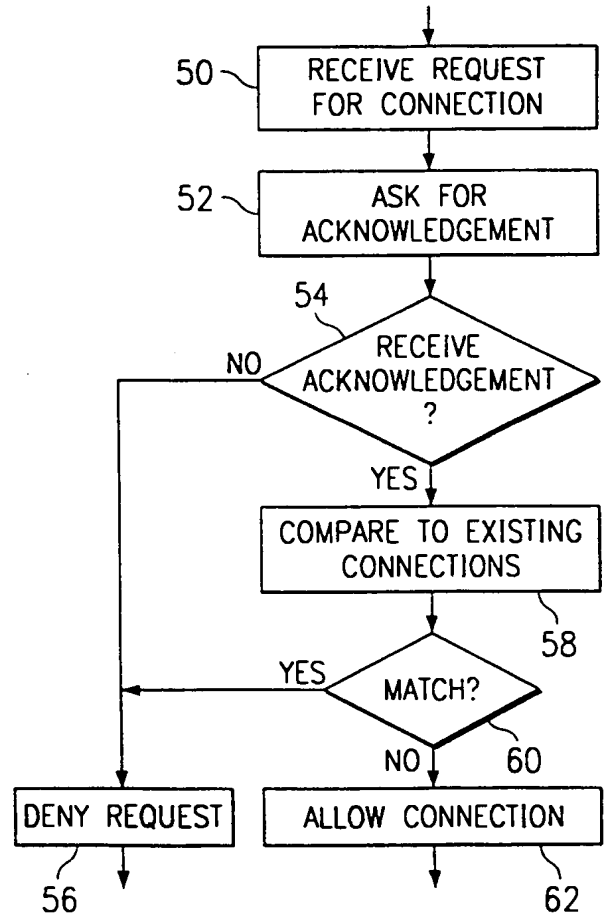 50
RECEIVE REQUEST
FOR CONNECTION
52
ASK FOR
ACKNOWLEDGEMENT
54
RECEIVE
ACKNOWLEDGEMENT
?
NO
YES
COMPARE TO EXISTING
CONNECTIONS
58
YES
MATCH?
60
NO
DENY REQUEST
56
ALLOW CONNECTION
62